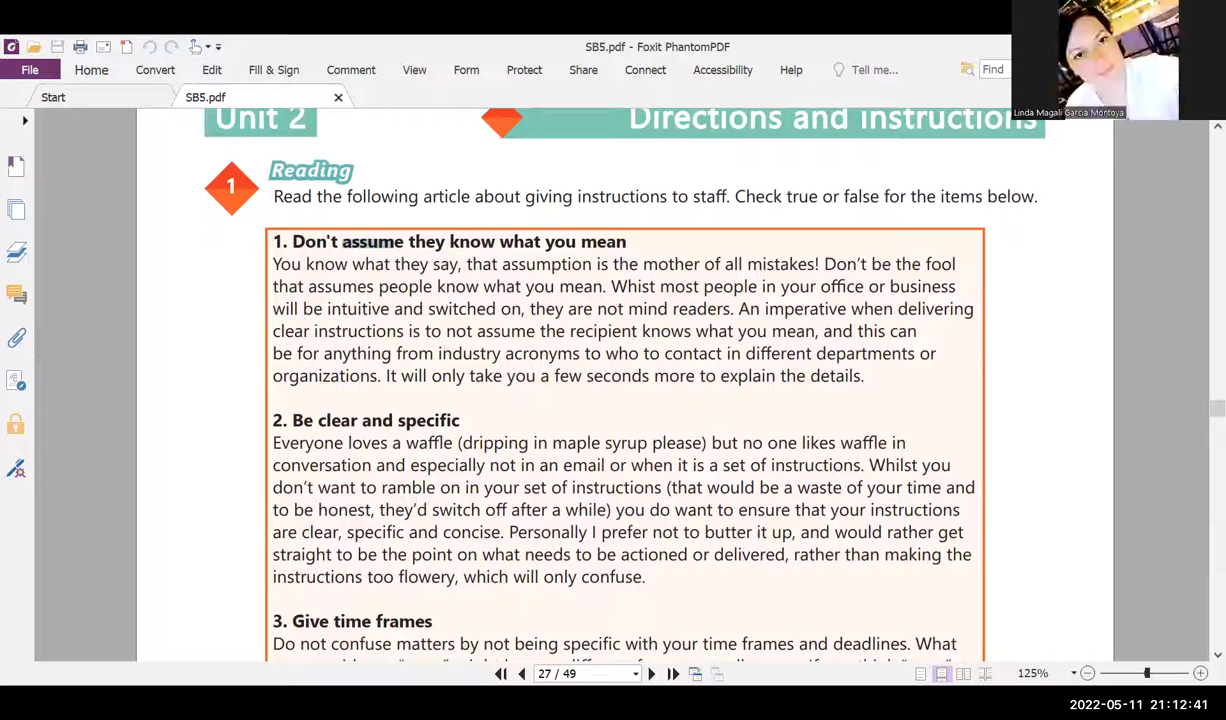 SB5.pdf - Foxit PhantomPDF
File Home Convert Edit Fill & Sign Comment View Form Protect Share Connect Accessibility Help Tell me... Find
Linda Magali Garcia Montoya
Start SB5.pdf
Unit 2 Directions and instructions
Reading
1
Read the following article about giving instructions to staff. Check true or false for the items below.
1. Don't assume they know what you mean
You know what they say, that assumption is the mother of all mistakes! Don't be the fool
that assumes people know what you mean. Whist most people in your office or business
will be intuitive and switched on, they are not mind readers. An imperative when delivering
clear instructions is to not assume the recipient knows what you mean, and this can
be for anything from industry acronyms to who to contact in different departments or
organizations. It will only take you a few seconds more to explain the details.
2. Be clear and specific
Everyone loves a waffle (dripping in maple syrup please) but no one likes waffle in
conversation and especially not in an email or when it is a set of instructions. Whilst you
don't want to ramble on in your set of instructions (that would be a waste of your time and
to be honest, they'd switch off after a while) you do want to ensure that your instructions
are clear, specific and concise. Personally I prefer not to butter it up, and would rather get
straight to be the point on what needs to be actioned or delivered, rather than making the
instructions too flowery, which will only confuse.
3. Give time frames
Do not confuse matters by not being specific with your time frames and deadlines. What
27 / 49
125%
2022-05-11 21:12:41